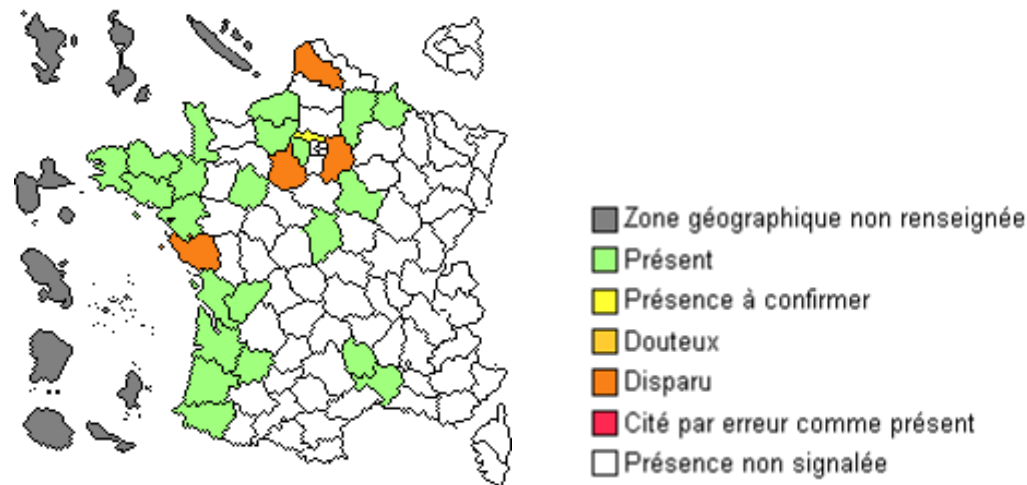 Zone géographique non renseignée
Présent
Présence à confirmer
Douteux
Disparu
Cité par erreur comme présent
Présence non signalée